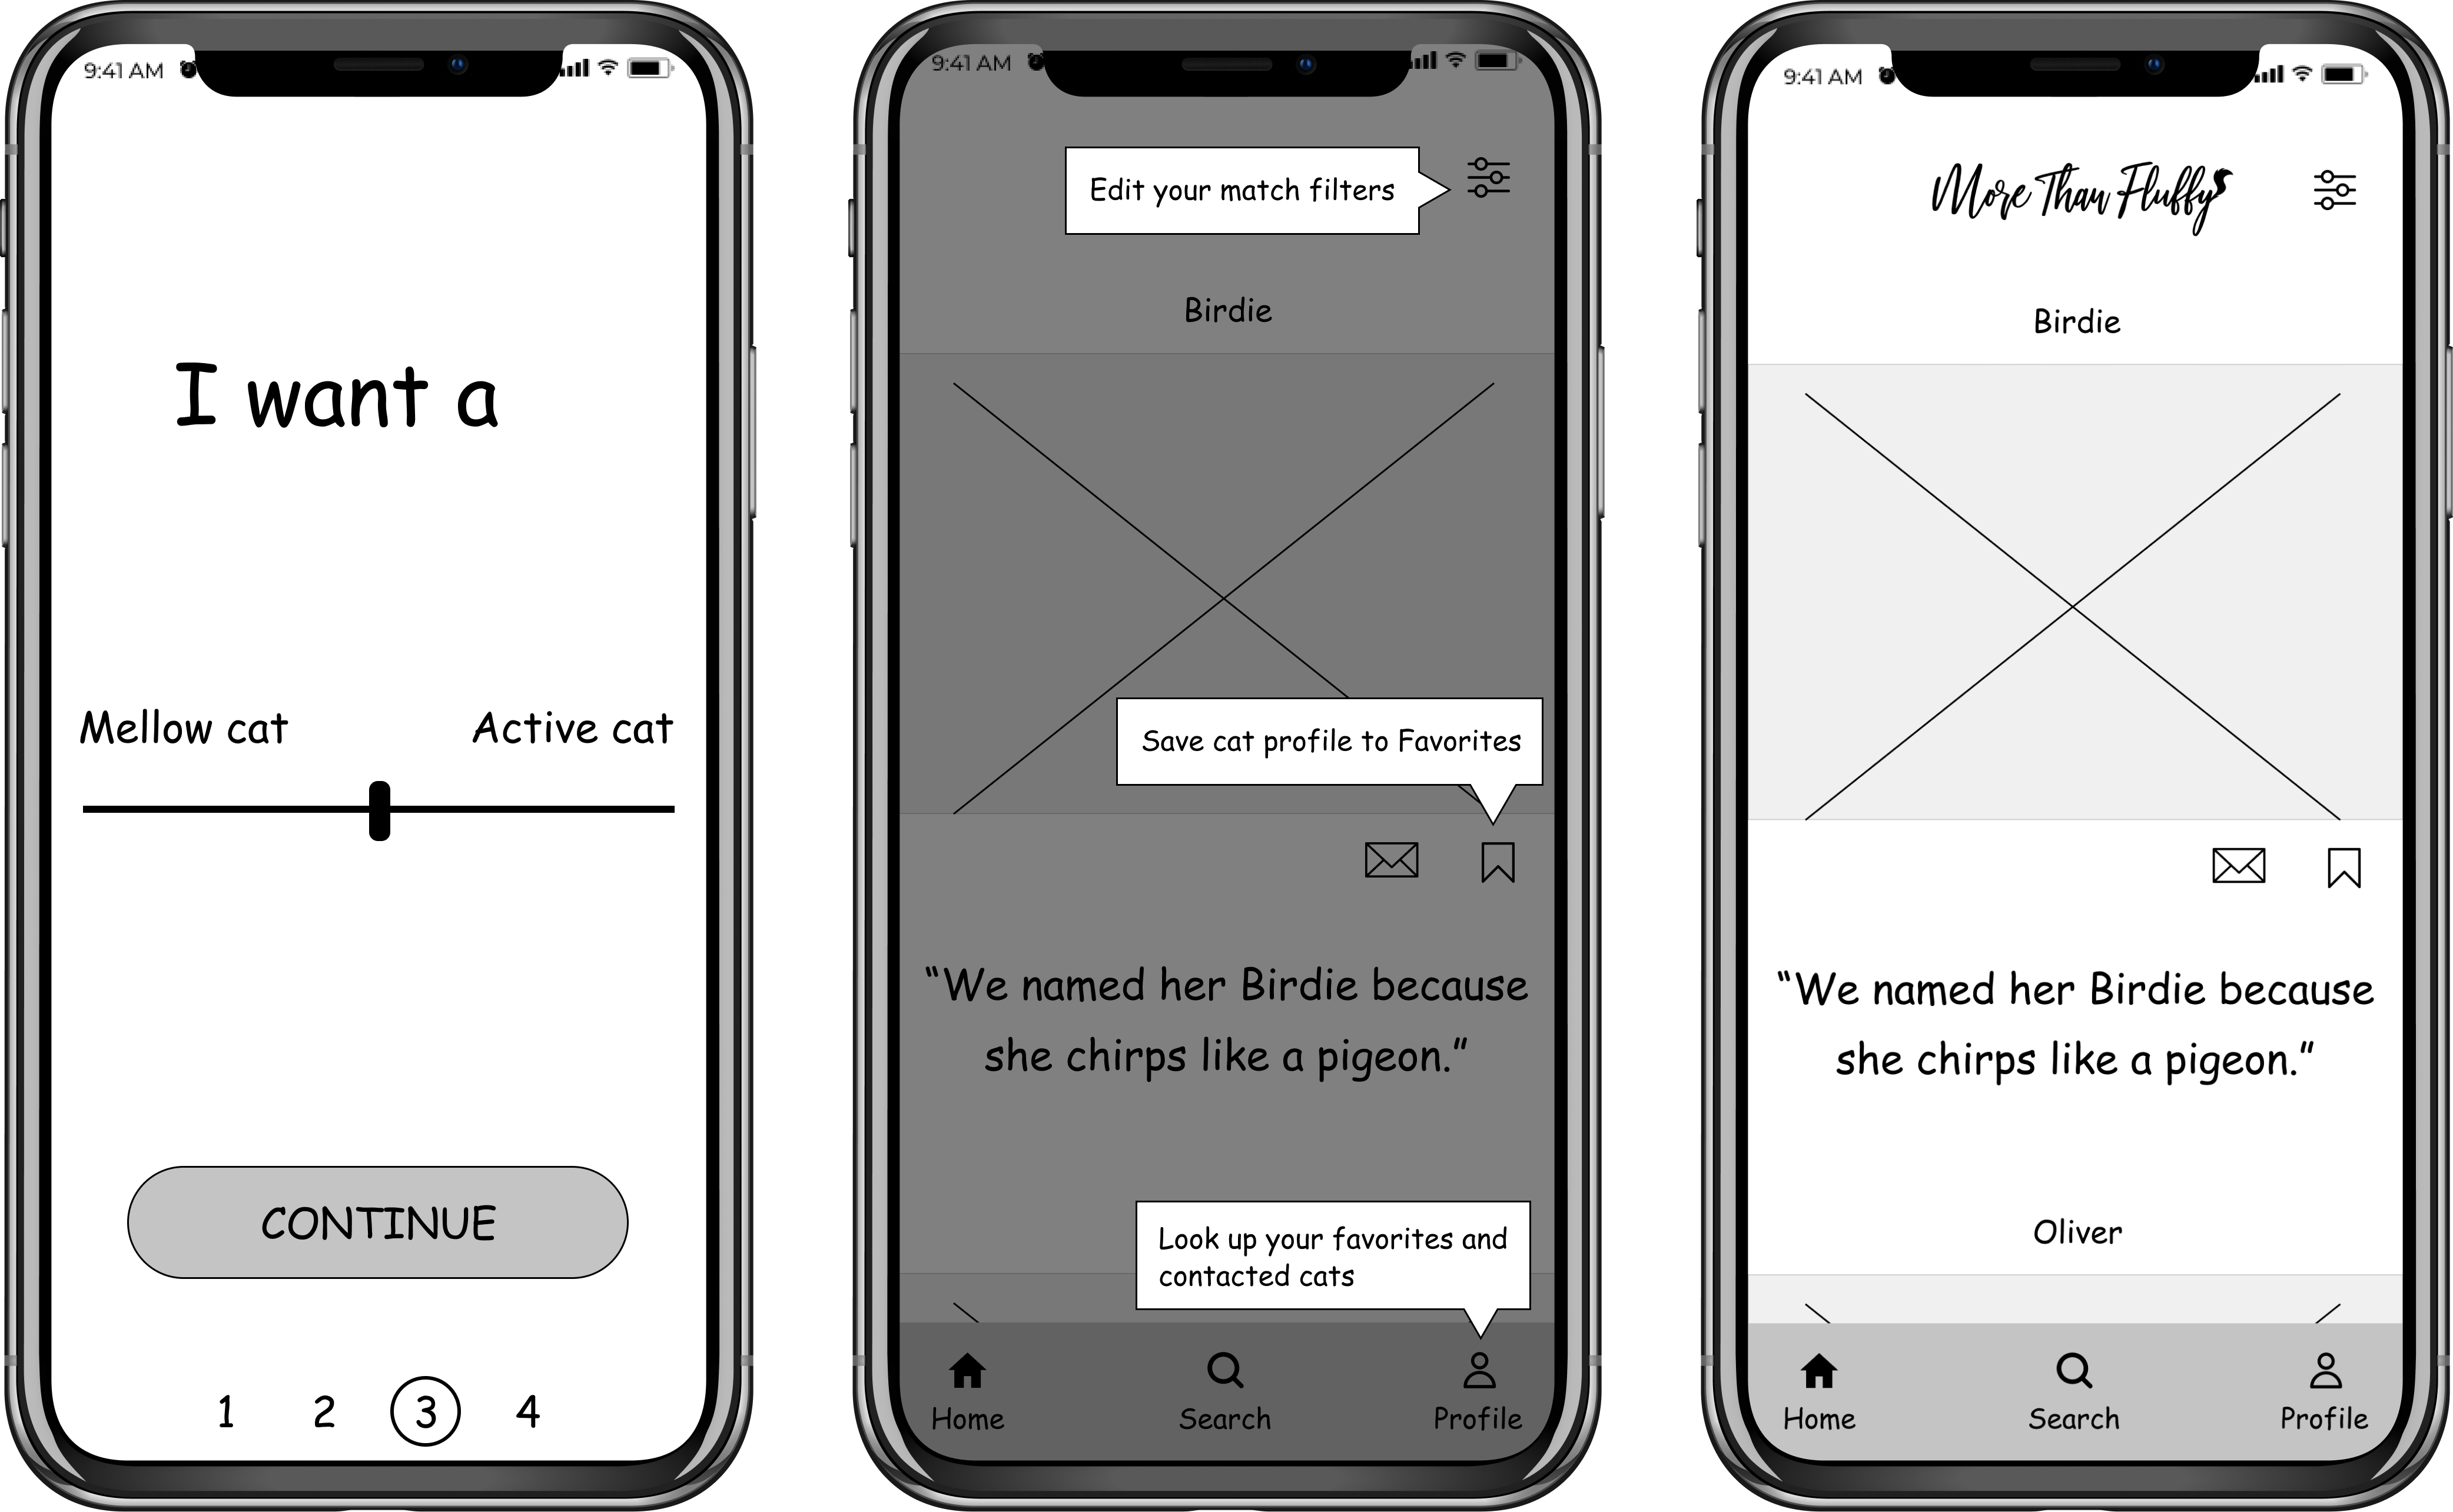 9:41 AM
I want a
Mellow cat Active cat
CONTINUE
1 2 3 4
9:41 AM
Edit your match filters
Birdie
Save cat profile to Favorites
“We named her Birdie because
she chirps like a pigeon.”
Look up your favorites and
contacted cats
Home Search Profile
9:41 AM
More Than Fluffy
Birdie
“We named her Birdie because
she chirps like a pigeon.”
Oliver
Home Search Profile